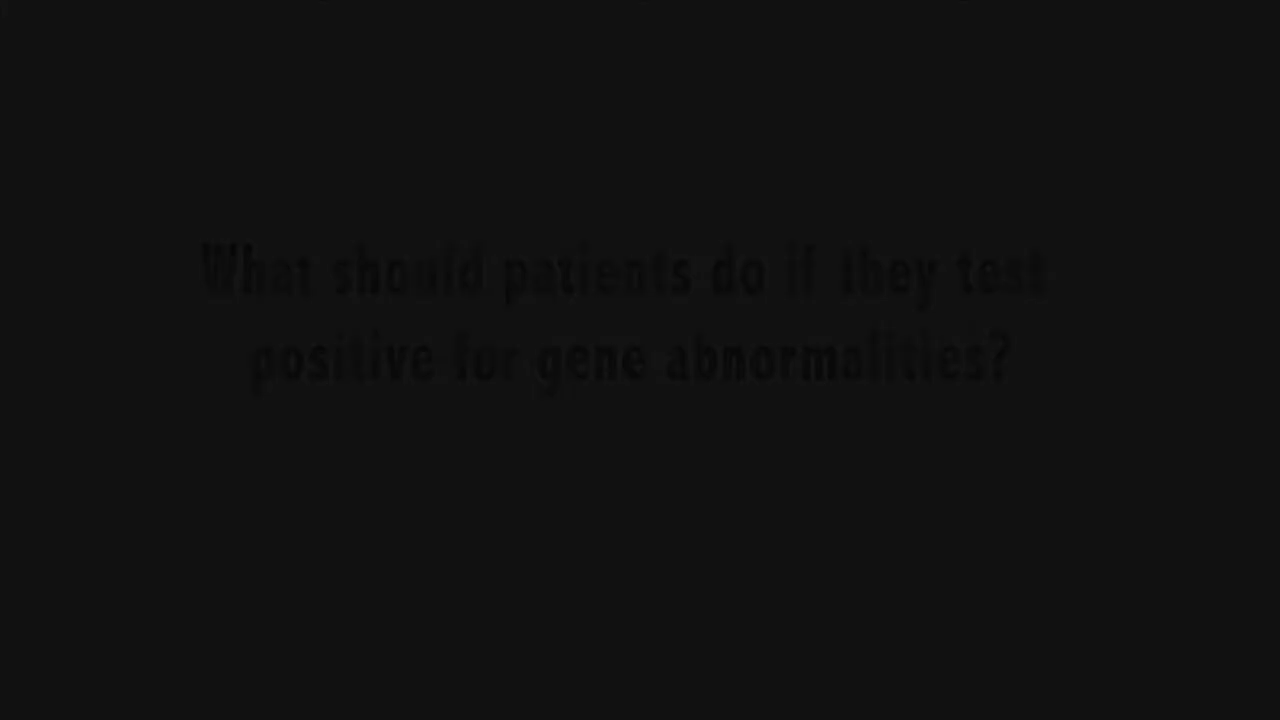 What should patients do if they test
positive for gene abnormalities?